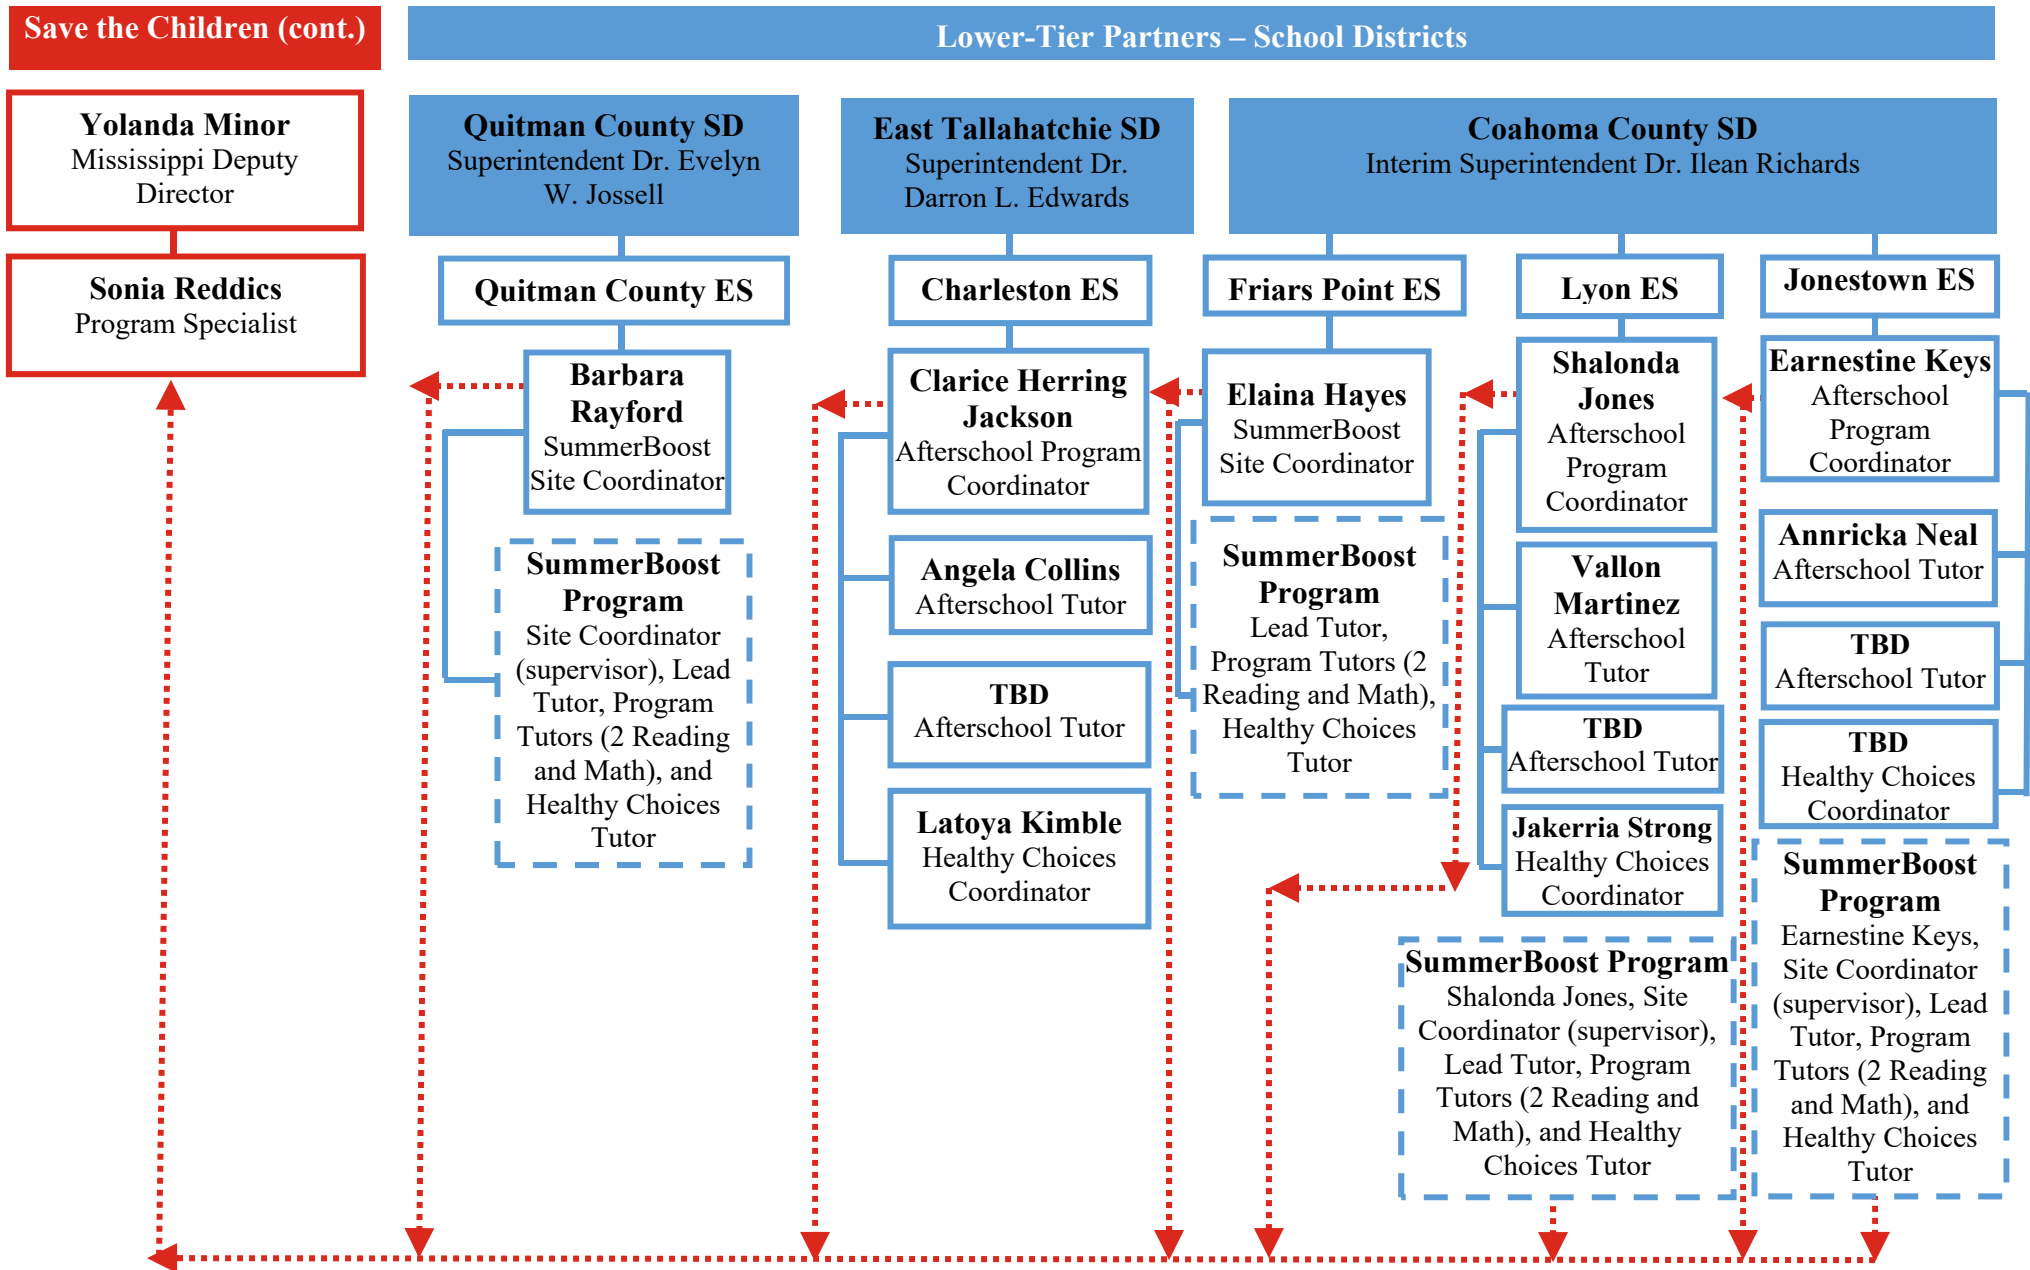 Save the Children (cont.)
Lower-Tier Partners – School Districts
Yolanda Minor
Mississippi Deputy
Director
Sonia Reddics
Program Specialist
Quitman County SD
Superintendent Dr. Evelyn
W. Jossell
Quitman County ES
Barbara
Rayford
SummerBoost
Site Coordinator
SummerBoost
Program
Site Coordinator
(supervisor), Lead
Tutor, Program
Tutors (2 Reading
and Math), and
Healthy Choices
Tutor
East Tallahatchie SD
Superintendent Dr.
Darron L. Edwards
Charleston ES
Clarice Herring
Jackson
Afterschool Program
Coordinator
Angela Collins
Afterschool Tutor
TBD
Afterschool Tutor
Latoya Kimble
Healthy Choices
Coordinator
Coahoma County SD
Interim Superintendent Dr. Ilean Richards
Friars Point ES
Elaina Hayes
SummerBoost
Site Coordinator
SummerBoost
Program
Lead Tutor,
Program Tutors (2
Reading and Math),
Healthy Choices
Tutor
Lyon ES
Shalonda
Jones
Afterschool
Program
Coordinator
Vallon
Martinez
Afterschool
Tutor
TBD
Afterschool Tutor
Jakerria Strong
Healthy Choices
Coordinator
SummerBoost Program
Shalonda Jones, Site
Coordinator (supervisor),
Lead Tutor, Program
Tutors (2 Reading and
Math), and Healthy
Choices Tutor
Jonestown ES
Earnestine Keys
Afterschool
Program
Coordinator
Annricka Neal
Afterschool Tutor
TBD
Afterschool Tutor
TBD
Healthy Choices
Coordinator
SummerBoost
Program
Earnestine Keys,
Site Coordinator
(supervisor), Lead
Tutor, Program
Tutors (2 Reading
and Math), and
Healthy Choices
Tutor